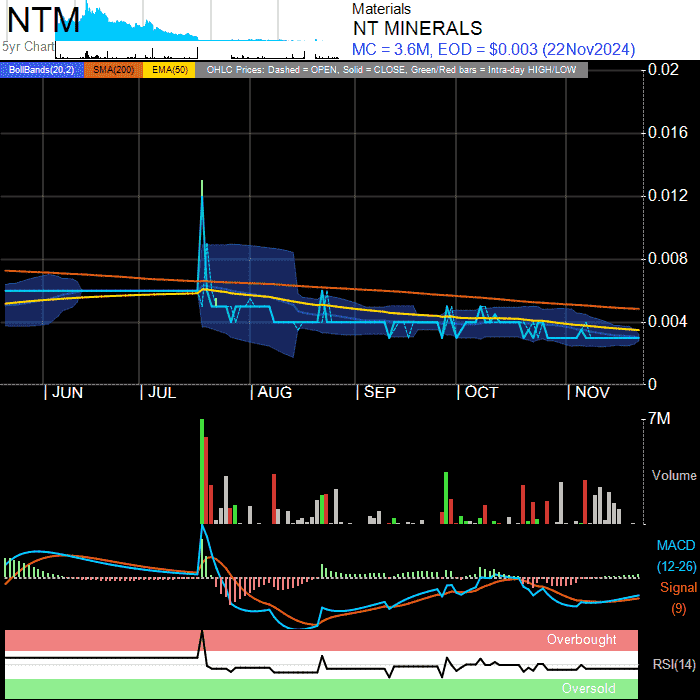 NTM
5yr Chart
Materials
NT MINERALS
MC = 3.6M, EOD = $0.003 (22Nov2024)
BollBands(20,2) SMA(200) EMA(50) OHLC Prices: Dashed = OPEN, Solid = CLOSE, Green/Red bars = Intra-day HIGH/LOW
0.02
0.016
0.012
0.008
0.004
0
| JUN | JUL | AUG | SEP | OCT | NOV
7M
Volume
MACD
(12-26)
Signal
(9)
Overbought
RSI(14)
Oversold